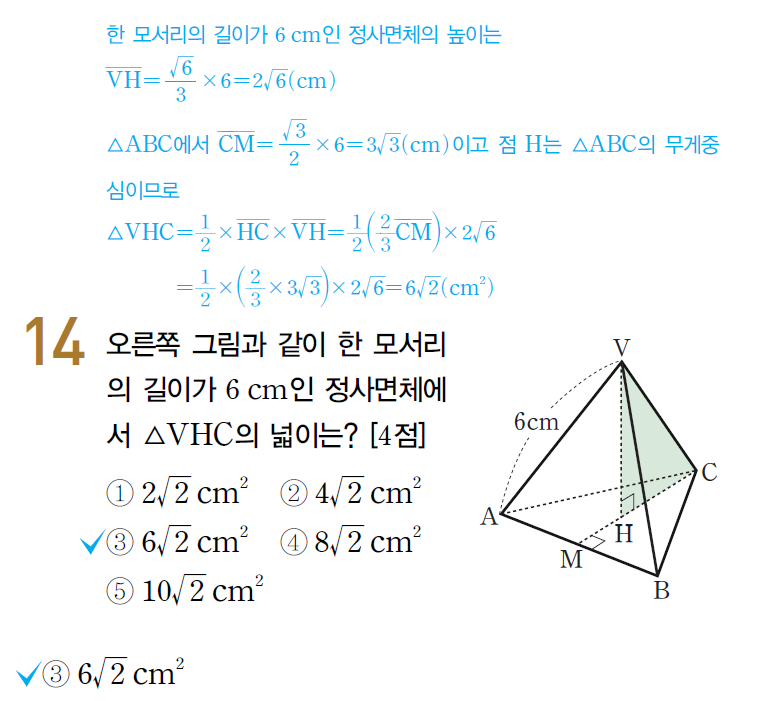 한 모서리의 길이가 6 cm인 정사면체의 높이는
VH=√6/3×6=2√6(cm)
△ABC에서 CM=√3/2×6=3√3(cm)이고 점 H는 △ABC의 무게중
심이므로
△VHC=1/2×HC×VH=1/2(2/3CM)×2√6
=1/2×(2/3×3√3)×2√6=6√2(cm²)
14 오른쪽 그림과 같이 한 모서리
의 길이가 6 cm인 정사면체에
서 △VHC의 넓이는? [4점]
① 2√2 cm² ② 4√2 cm²
③ 6√2 cm² ④ 8√2 cm²
⑤ 10√2 cm²
V
6cm
C
A
H
M
B
③ 6√2 cm²